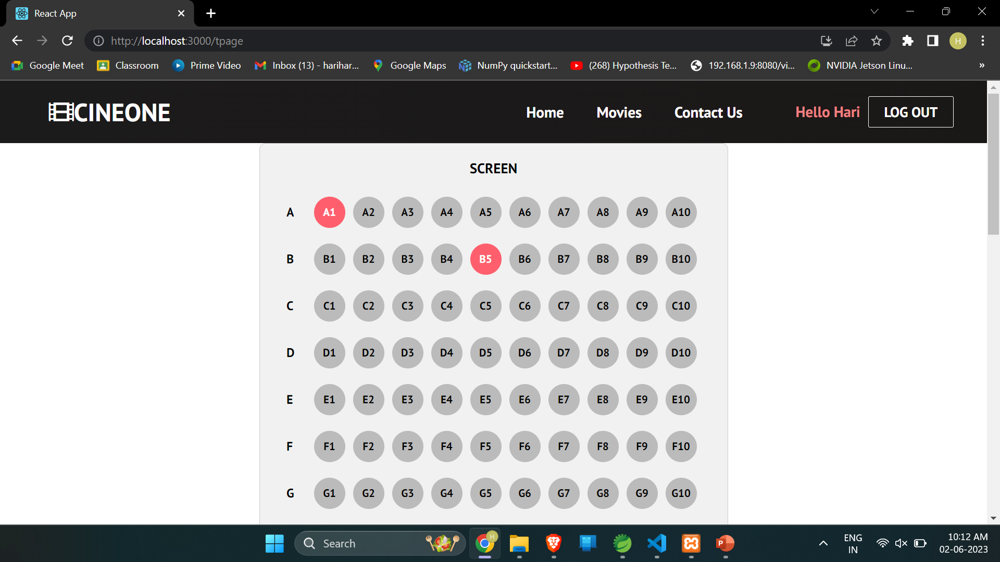 React App
http://localhost:3000/tpage
H
Google Meet Classroom Prime Video Inbox (13) - harihar... Google Maps NumPy quickstart... (268) Hypothesis Te... 192.168.1.9:8080/vi... NVIDIA Jetson Linu... »
CINEONE Home Movies Contact Us Hello Hari LOG OUT
SCREEN
A A1 A2 A3 A4 A5 A6 A7 A8 A9 A10
B B1 B2 B3 B4 B5 B6 B7 B8 B9 B10
C C1 C2 C3 C4 C5 C6 C7 C8 C9 C10
D D1 D2 D3 D4 D5 D6 D7 D8 D9 D10
E E1 E2 E3 E4 E5 E6 E7 E8 E9 E10
F F1 F2 F3 F4 F5 F6 F7 F8 F9 F10
G G1 G2 G3 G4 G5 G6 G7 G8 G9 G10
Search
H
P
ENG
IN
10:12 AM
02-06-2023